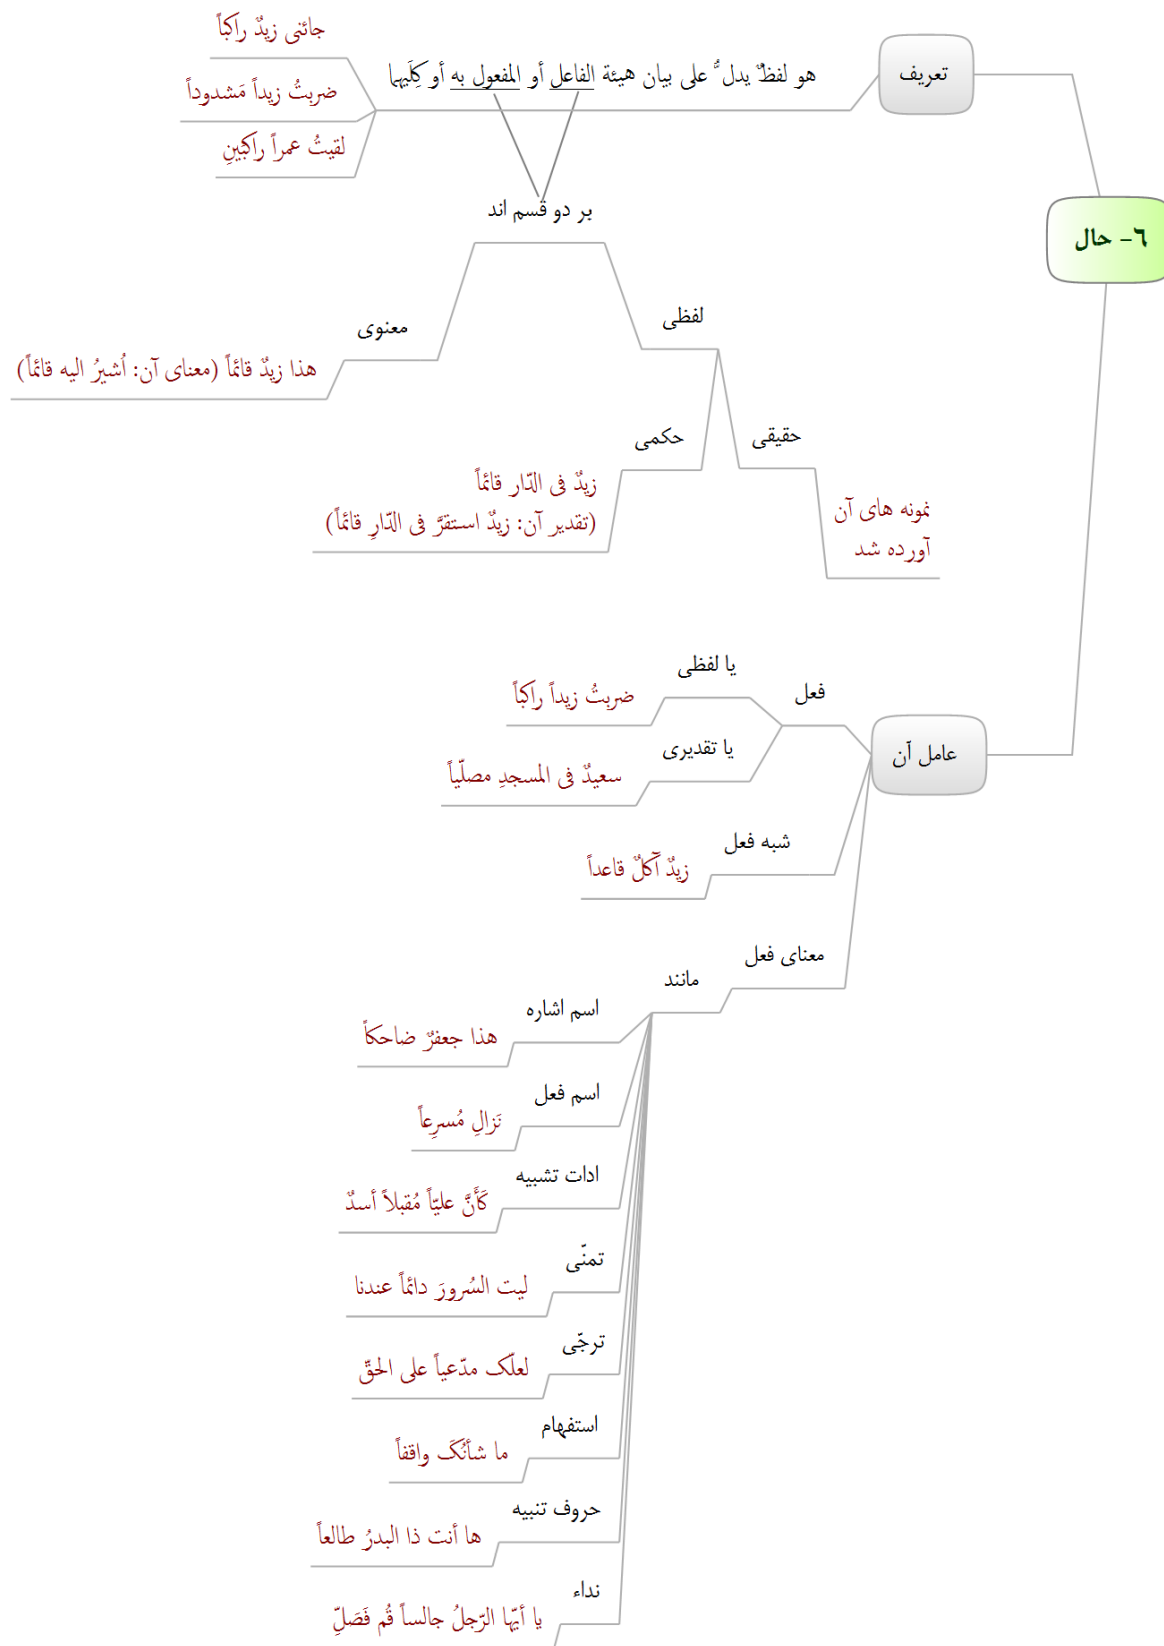 ٦- حال
تعریف
هو لفظٌ یدل ُّ علی بیان هیئة الفاعل أو المفعول به أو کِلَیهما
جائنی زیدٌ راکباً
ضربتُ زیداً مَشدوداً
لقیتُ عمراً راکبَینِ
بر دو قسم اند
لفظی
حقیقی
نمونه های آن
آورده شد
حکمی
زیدٌ فی الدّار قائماً
(تقدیر آن: زیدٌ استقرَّ فی الدّارِ قائماً)
معنوی
هذا زیدٌ قائماً (معنای آن: اُشیرُ الیه قائماً)
عامل آن
فعل
یا لفظی
ضربتُ زیداً راکباً
یا تقدیری
سعیدٌ فی المسجدِ مصلّیاً
شبه فعل
زیدٌ آکلٌ قاعداً
معنای فعل
مانند
اسم اشاره
هذا جعفرٌ ضاحکاً
اسم فعل
نَزالِ مُسرِعاً
ادات تشبیه
کَأَنَّ علیّاً مُقبلاً أسدٌ
تمنّی
لیت السُرورَ دائماً عندنا
ترجّی
لعلّک مدّعیاً علی الحقّ
استفهام
ما شأنُکَ واقفاً
حروف تنبیه
ها أنت ذا البدرُ طالعاً
نداء
یا أیّها الرّجلُ جالساً قُم فَصَلِّ